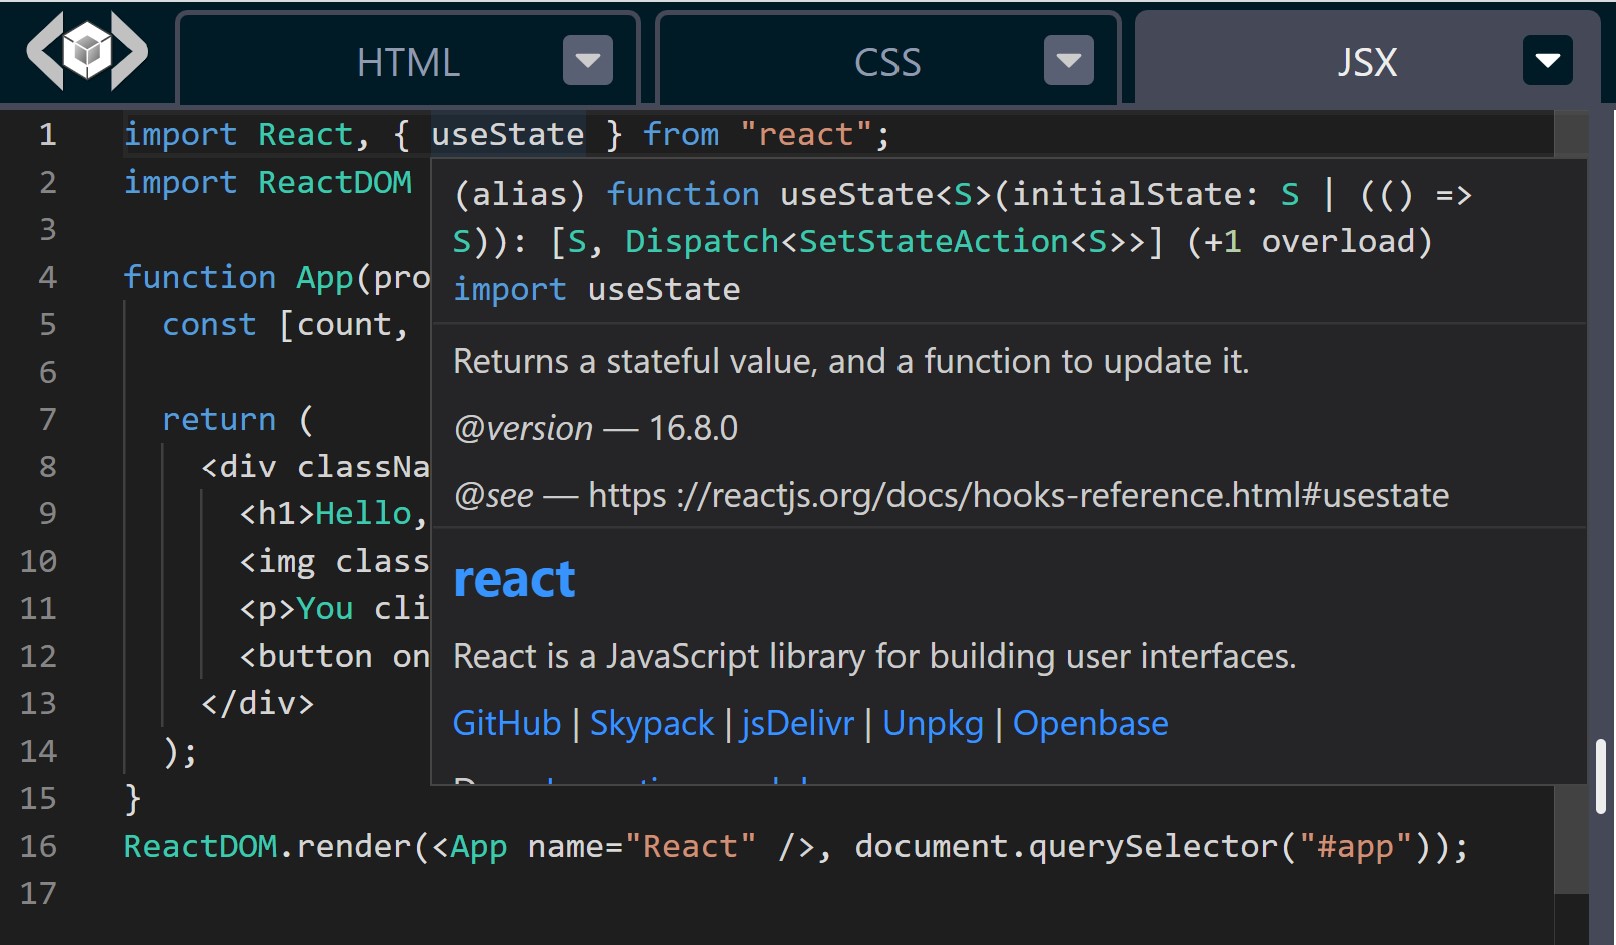 HTML
CSS
JSX
1 import React, { useState } from "react";
2 import ReactDOM
3
4 function App(pro
5 const [count,
6
7 return (
8 <div classNa
9 <h1>Hello,
10 <img class
11 <p>You cli
12 <button on
13 </div>
14 );
15 }
16 ReactDOM.render(<App name="React" />, document.querySelector("#app"));
17
(alias) function useState<S>(initialState: S | (() =>
S)): [S, Dispatch<SetStateAction<S>>] (+1 overload)
import useState
Returns a stateful value, and a function to update it.
@version — 16.8.0
@see — https ://reactjs.org/docs/hooks-reference.html#usestate
react
React is a JavaScript library for building user interfaces.
GitHub | Skypack | jsDelivr | Unpkg | Openbase